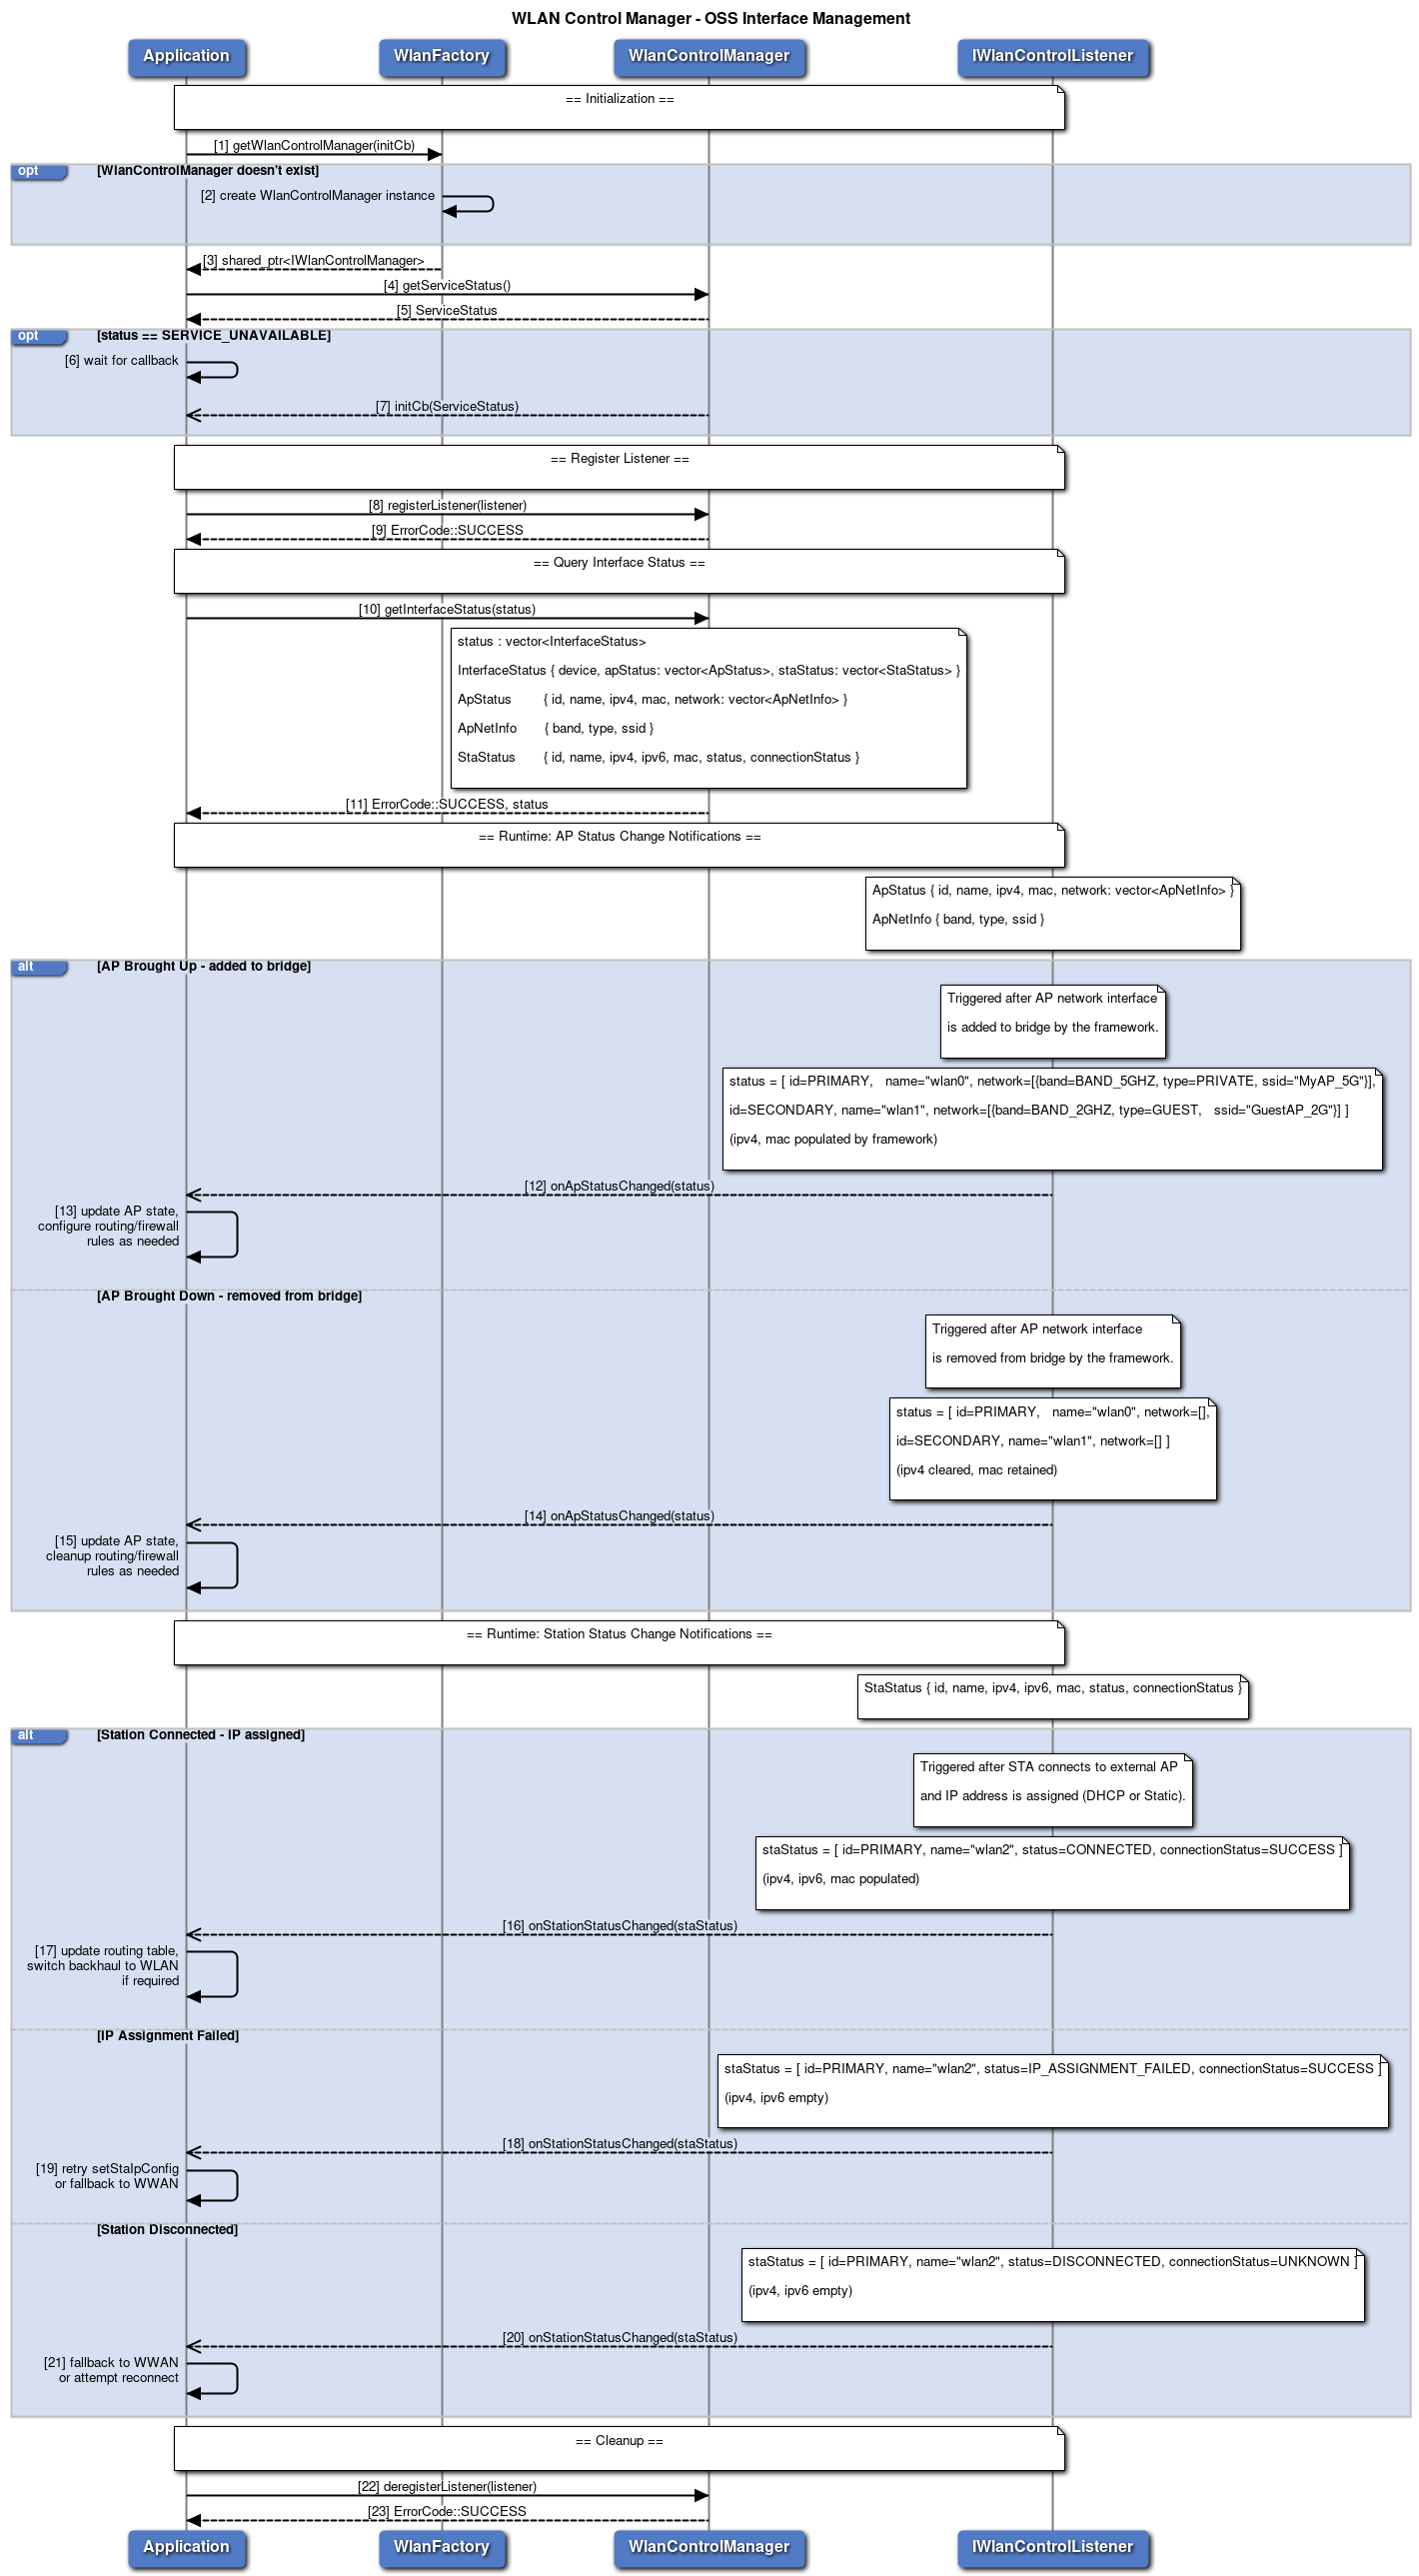 WLAN Control Manager - OSS Interface Management
Application
WlanFactory
WlanControlManager
IWlanControlListener
== Initialization ==
[1] getWlanControlManager(initCb)
opt
[WlanControlManager doesn't exist]
[2] create WlanControlManager instance
[3] shared_ptr<IWlanControlManager>
[4] getServiceStatus()
[5] ServiceStatus
opt
[status == SERVICE_UNAVAILABLE]
[6] wait for callback
[7] initCb(ServiceStatus)
== Register Listener ==
[8] registerListener(listener)
[9] ErrorCode::SUCCESS
== Query Interface Status ==
[10] getInterfaceStatus(status)
status : vector<InterfaceStatus>
InterfaceStatus { device, apStatus: vector<ApStatus>, staStatus: vector<StaStatus> }
ApStatus { id, name, ipv4, mac, network: vector<ApNetInfo> }
ApNetInfo { band, type, ssid }
StaStatus { id, name, ipv4, ipv6, mac, status, connectionStatus }
[11] ErrorCode::SUCCESS, status
== Runtime: AP Status Change Notifications ==
ApStatus { id, name, ipv4, mac, network: vector<ApNetInfo> }
ApNetInfo { band, type, ssid }
alt
[AP Brought Up - added to bridge]
Triggered after AP network interface
is added to bridge by the framework.
status = [ id=PRIMARY, name="wlan0", network=[{band=BAND_5GHZ, type=PRIVATE, ssid="MyAP_5G"}],
id=SECONDARY, name="wlan1", network=[{band=BAND_2GHZ, type=GUEST, ssid="GuestAP_2G"}] ]
(ipv4, mac populated by framework)
[12] onApStatusChanged(status)
[13] update AP state,
configure routing/firewall
rules as needed
[AP Brought Down - removed from bridge]
Triggered after AP network interface
is removed from bridge by the framework.
status = [ id=PRIMARY, name="wlan0", network=[],
id=SECONDARY, name="wlan1", network=[] ]
(ipv4 cleared, mac retained)
[14] onApStatusChanged(status)
[15] update AP state,
cleanup routing/firewall
rules as needed
== Runtime: Station Status Change Notifications ==
StaStatus { id, name, ipv4, ipv6, mac, status, connectionStatus }
alt
[Station Connected - IP assigned]
Triggered after STA connects to external AP
and IP address is assigned (DHCP or Static).
staStatus = [ id=PRIMARY, name="wlan2", status=CONNECTED, connectionStatus=SUCCESS ]
(ipv4, ipv6, mac populated)
[16] onStationStatusChanged(staStatus)
[17] update routing table,
switch backhaul to WLAN
if required
[IP Assignment Failed]
staStatus = [ id=PRIMARY, name="wlan2", status=IP_ASSIGNMENT_FAILED, connectionStatus=SUCCESS ]
(ipv4, ipv6 empty)
[18] onStationStatusChanged(staStatus)
[19] retry setStaIpConfig
or fallback to WWAN
[Station Disconnected]
staStatus = [ id=PRIMARY, name="wlan2", status=DISCONNECTED, connectionStatus=UNKNOWN ]
(ipv4, ipv6 empty)
[20] onStationStatusChanged(staStatus)
[21] fallback to WWAN
or attempt reconnect
== Cleanup ==
[22] deregisterListener(listener)
[23] ErrorCode::SUCCESS
Application
WlanFactory
WlanControlManager
IWlanControlListener